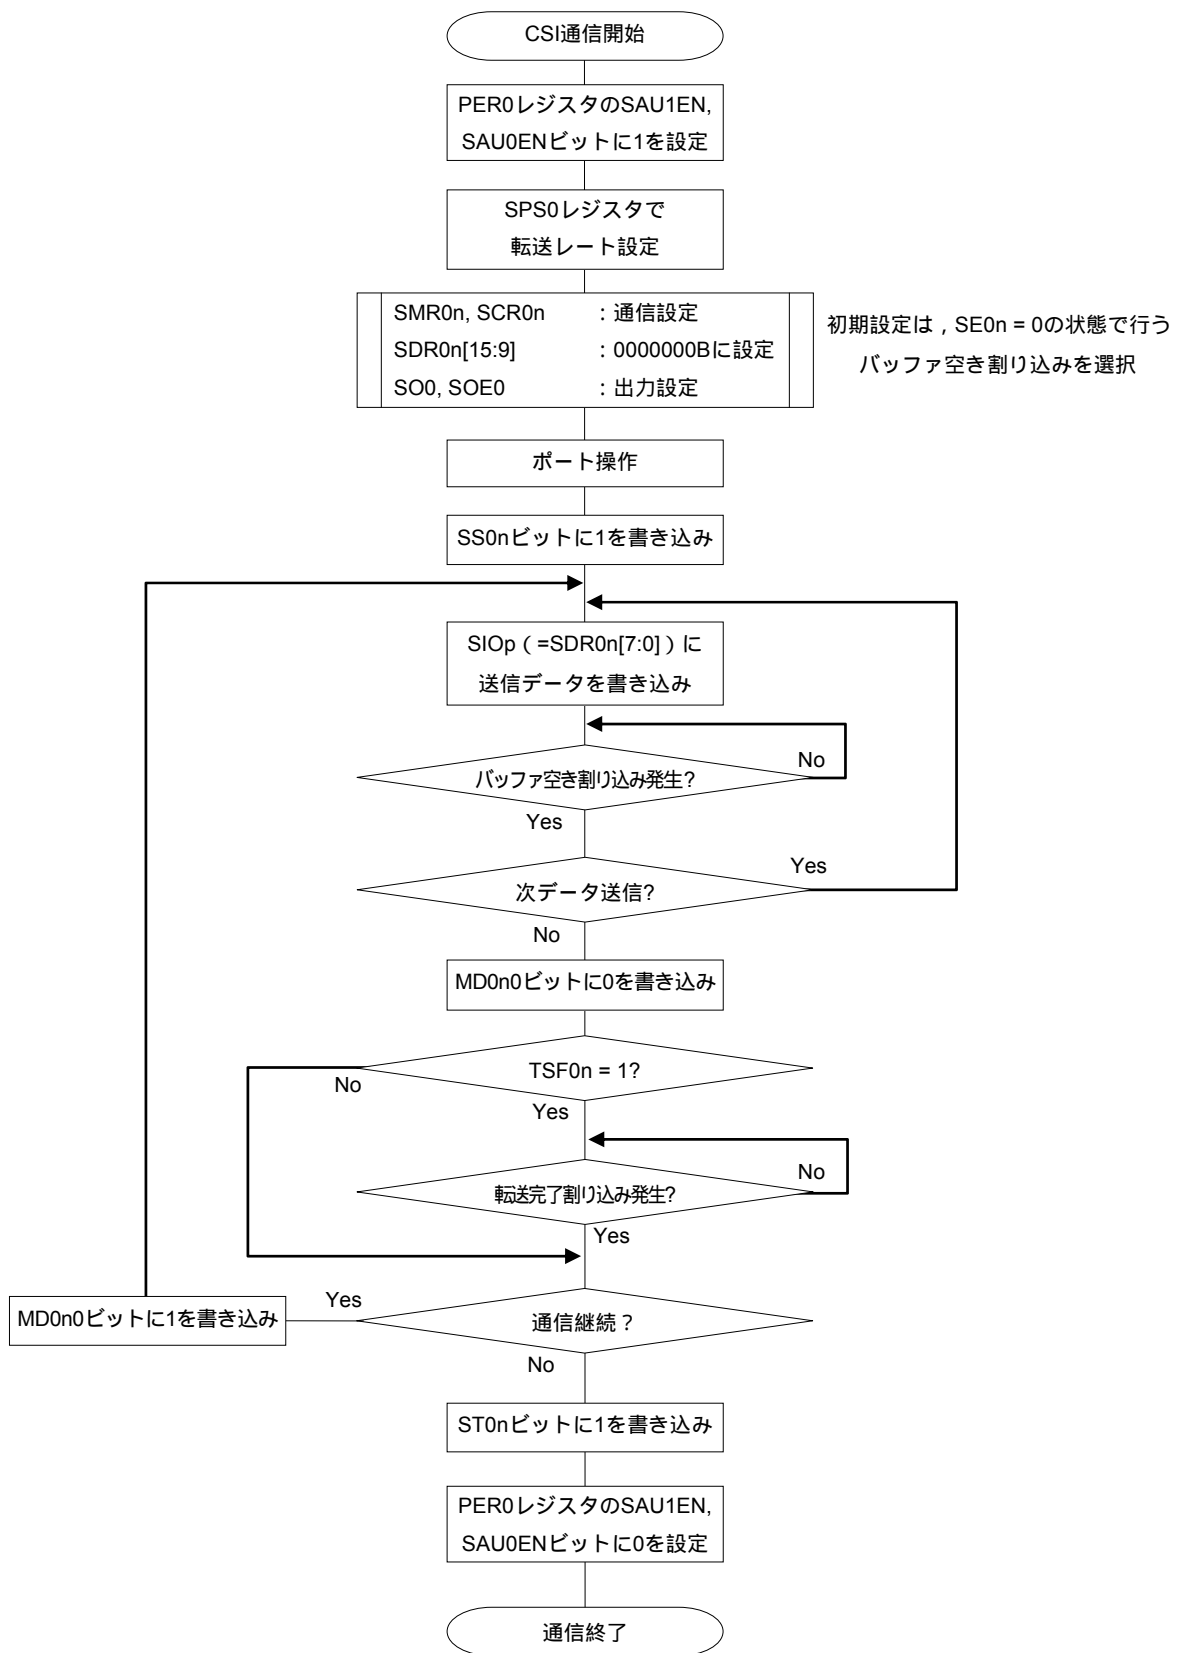 CSI通信開始
PER0レジスタのSAU1EN,
SAU0ENビットに1を設定
SPS0レジスタで
転送レート設定
SMR0n, SCR0n ：通信設定
SDR0n[15:9] ：0000000Bに設定
SO0, SOE0 ：出力設定
初期設定は，SE0n = 0の状態で行う
バッファ空き割り込みを選択
ポート操作
SS0nビットに1を書き込み
SIOp（=SDR0n[7:0]）に
送信データを書き込み
No
バッファ空き割り込み発生?
Yes
Yes
次データ送信?
No
MD0n0ビットに0を書き込み
TSF0n = 1?
No
Yes
No
転送完了割り込み発生?
Yes
Yes
MD0n0ビットに1を書き込み
通信継続？
No
ST0nビットに1を書き込み
PER0レジスタのSAU1EN,
SAU0ENビットに0を設定
通信終了